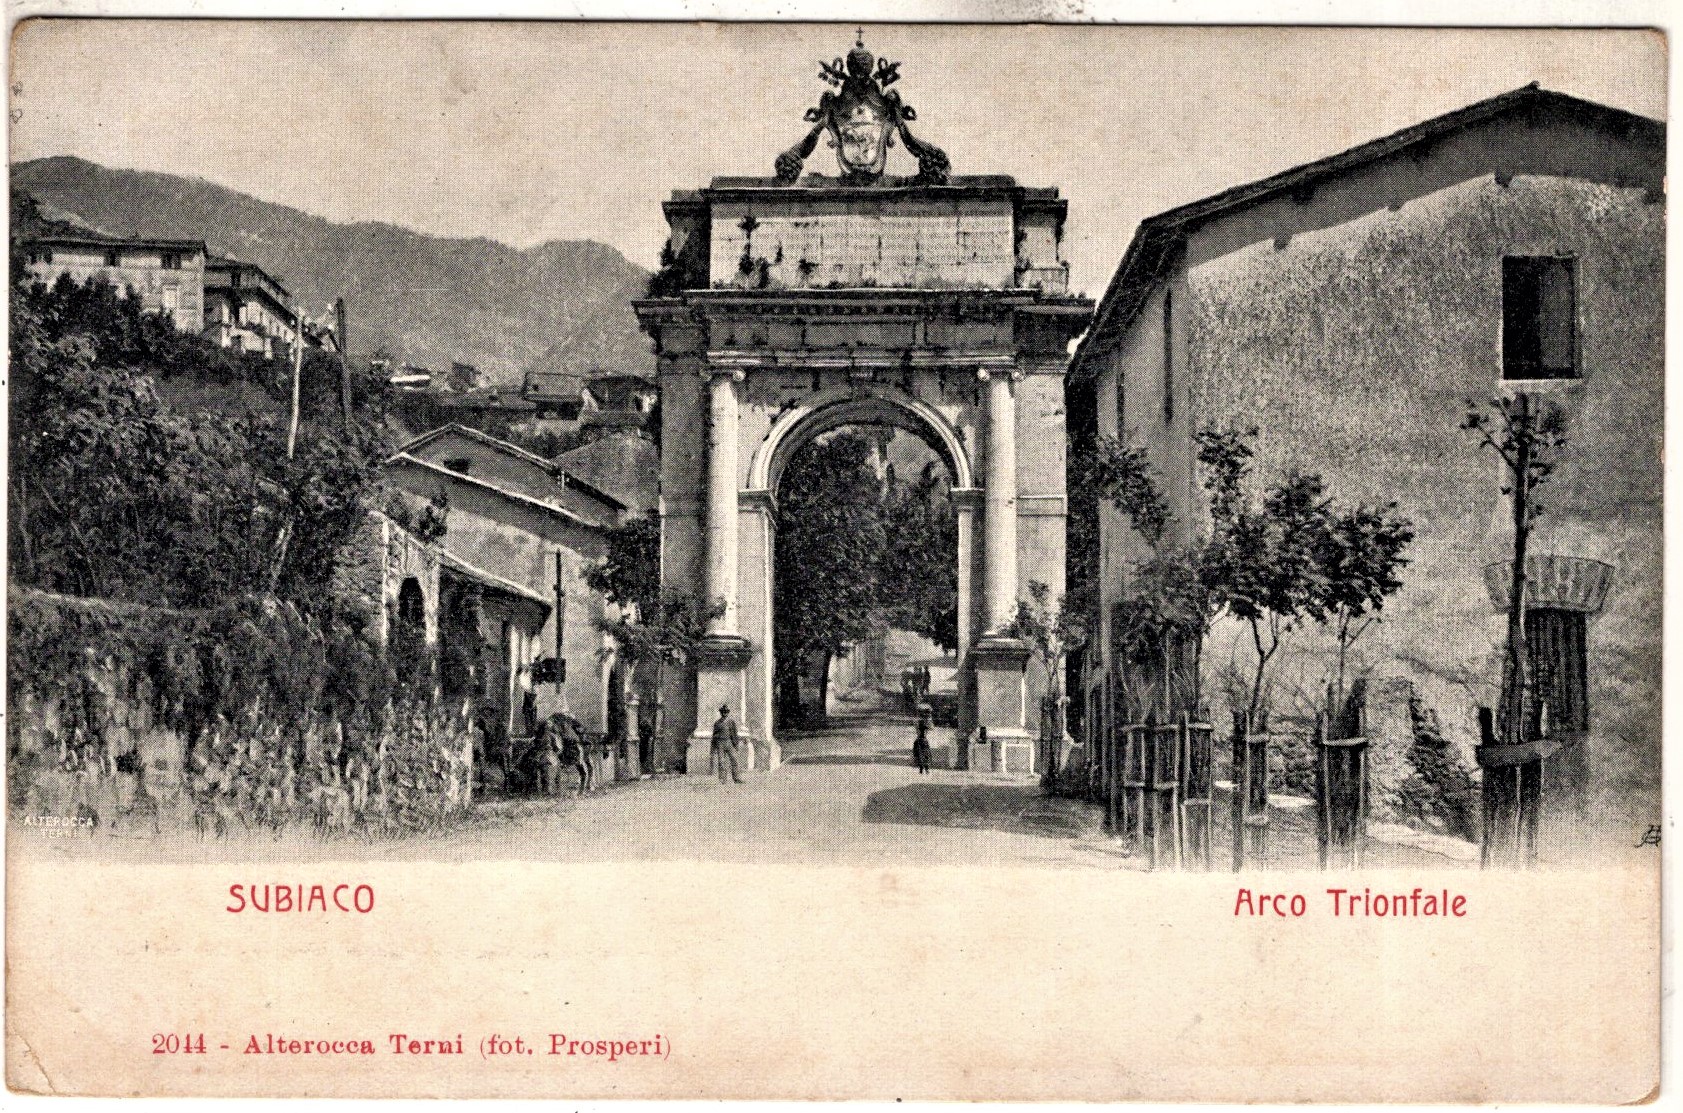 ALTEROCCA
TERNI
SUBIACO
Arco Trionfale
2044 - Alterocca Terni (fot. Prosperi)